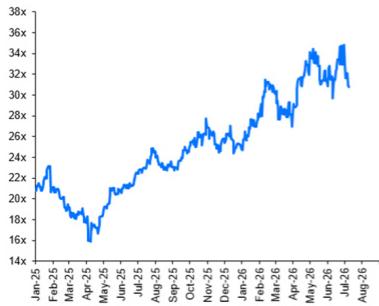 38x
36x
34x
32x
30x
28x
26x
24x
22x
20x
18x
16x
14x
Jan-25
Feb-25
Mar-25
Apr-25
May-25
Jun-25
Jul-25
Aug-25
Sep-25
Oct-25
Nov-25
Dec-25
Jan-26
Feb-26
Mar-26
Apr-26
May-26
Jun-26
Jul-26
Aug-26